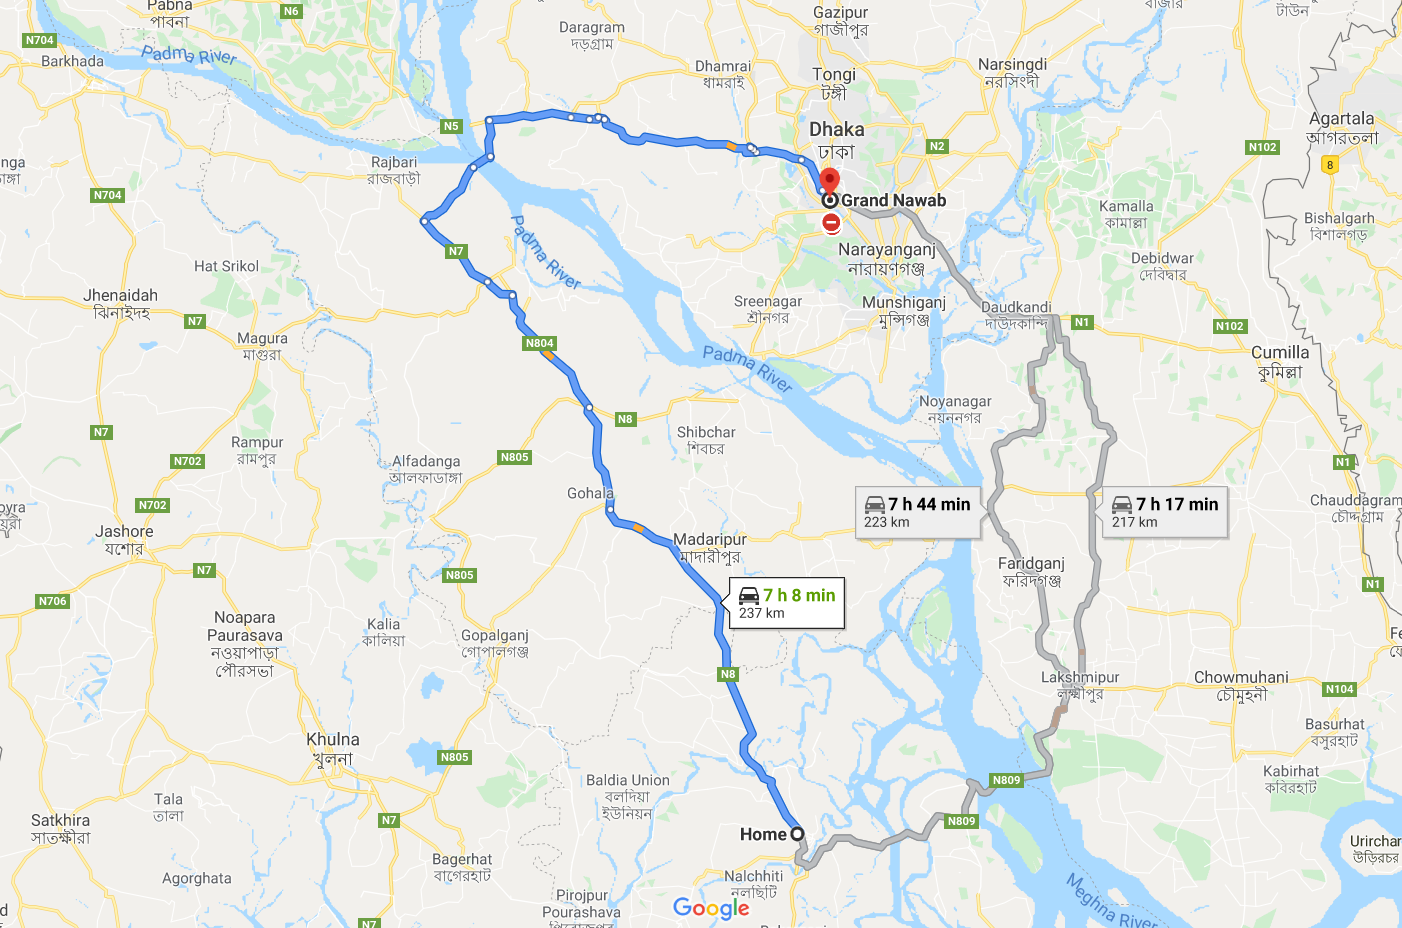 Pabna
পাবনা
N6
Daragram
দড়গ্রাম
Gazipur
গাজীপুর
টাউন
N704
Barkhada
Padma River
Dhamrai
ধামরাই
Tongi
টঙ্গী
Narsingdi
নরসিংদী
Agartala
আগরতলা
N5
Dhaka
ঢাকা
N2
N102
8
Rajbari
রাজবাড়ী
N704
Grand Nawab
Kamalla
কামাল্লা
Bishalgarh
বিশালগড়
N7
Padma River
Narayanganj
নারায়ণগঞ্জ
Debidwar
দেবিদ্বার
Hat Srikol
Jhenaidah
ঝিনাইদহ
Sreenagar
শ্রীনগর
Munshiganj
মুন্সিগঞ্জ
Daudkandi
দাউদকান্দি
N1
N102
N7
Magura
মাগুরা
N804
Padma River
Cumilla
কুমিল্লা
Noyanagar
নয়ননগর
N8
Shibchar
শিবচর
N7
Rampur
রামপুর
N702
Alfadanga
আলফাডাঙ্গা
N805
N1
Gohala
7 h 44 min
223 km
7 h 17 min
217 km
Chauddagram
চৌদ্দগ্রাম
N702
Jashore
যশোর
Madaripur
মাদারীপুর
Faridganj
ফরিদগঞ্জ
N7
N805
N1
7 h 8 min
237 km
N706
Noapara
Paurasava
নওয়াপাড়া
পৌরসভা
Kalia
কালিয়া
Gopalganj
গোপালগঞ্জ
N8
Lakshmipur
লক্ষ্মীপুর
Chowmuhani
চৌমুহনী
N104
Basurhat
বসুরহাট
Khulna
খুলনা
N805
Baldia Union
বলদিয়া
ইউনিয়ন
N809
Kabirhat
কবিরহাট
Tala
তালা
N7
Satkhira
সাতক্ষীরা
Home
N809
Urirchar
উড়িরচর
Bagerhat
বাগেরহাট
Agorghata
Nalchhiti
নলছিটি
Pirojpur
Pourashava
Meghna River
Google
N7